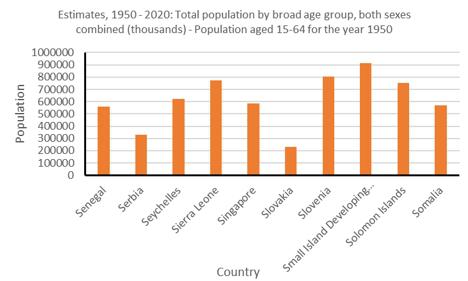 Estimates, 1950 - 2020: Total population by broad age group, both sexes
combined (thousands) - Population aged 15-64 for the year 1950
1000000
900000
800000
700000
600000
500000
400000
300000
200000
100000
0
Population
Senegal
Serbia
Seychelles
Sierra Leone
Singapore
Slovakia
Slovenia
Small Island Developing...
Solomon Islands
Somalia
Country